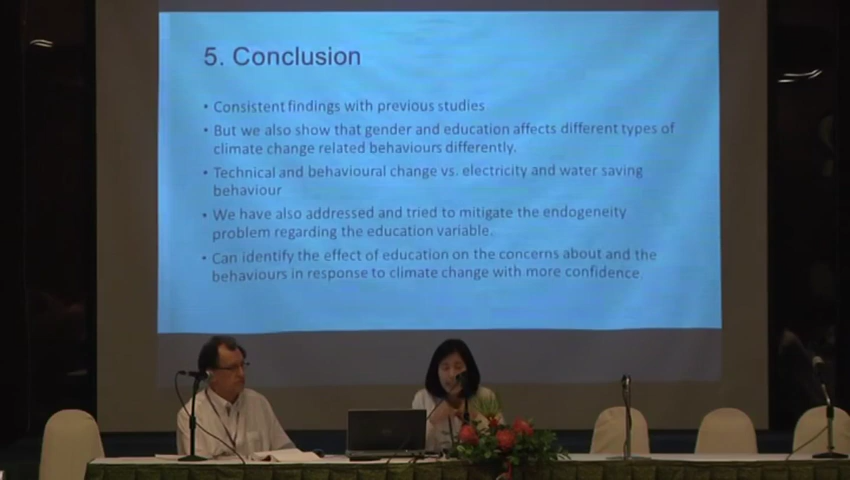 5. Conclusion
• Consistent findings with previous studies
• But we also show that gender and education affects different types of
climate change related behaviours differently.
• Technical and behavioural change vs. electricity and water saving
behaviour
• We have also addressed and tried to mitigate the endogeneity
problem regarding the education variable.
• Can identify the effect of education on the concerns about and the
behaviours in response to climate change with more confidence